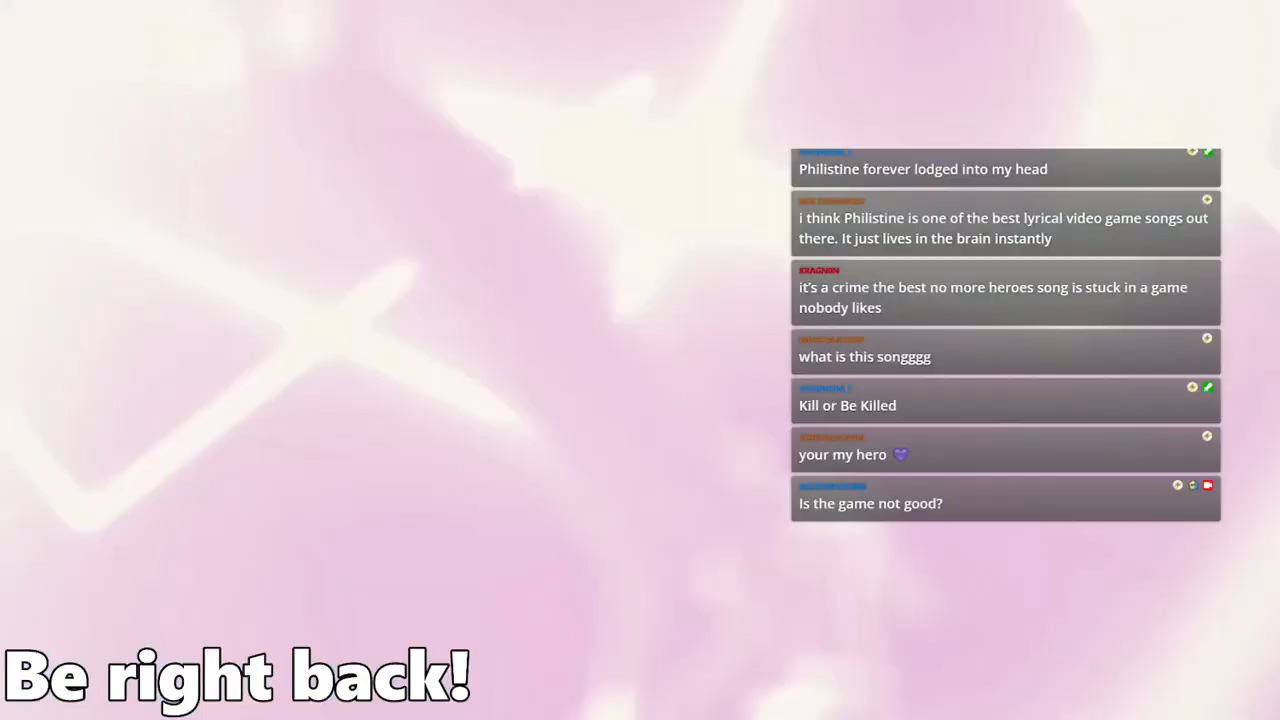 Philistine forever lodged into my head
i think Philistine is one of the best lyrical video game songs out
there. It just lives in the brain instantly
KRAGNON
it's a crime the best no more heroes song is stuck in a game
nobody likes
what is this songggg
Kill or Be Killed
your my hero 💜
Is the game not good?
Be right back!